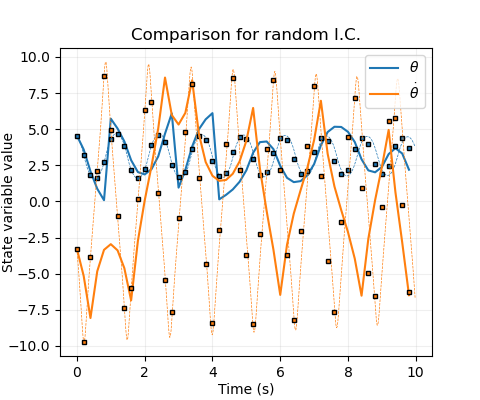 Comparison for random I.C.
10.0
7.5
5.0
2.5
0.0
−2.5
−5.0
−7.5
−10.0
State variable value
θ
θ̇
0 2 4 6 8 10
Time (s)